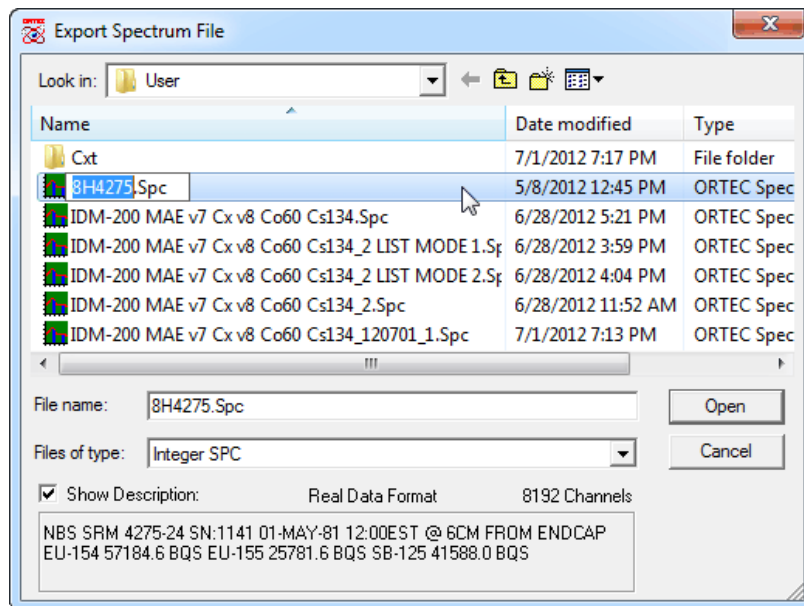 ORTEC
Export Spectrum File
Look in: User
Name Date modified Type
Cxt 7/1/2012 7:17 PM File folder
8H4275.Spc 5/8/2012 12:45 PM ORTEC Spec
IDM-200 MAE v7 Cx v8 Co60 Cs134.Spc 6/28/2012 5:21 PM ORTEC Spec
IDM-200 MAE v7 Cx v8 Co60 Cs134_2 LIST MODE 1.Sp 6/28/2012 3:59 PM ORTEC Spec
IDM-200 MAE v7 Cx v8 Co60 Cs134_2 LIST MODE 2.Sp 6/28/2012 4:04 PM ORTEC Spec
IDM-200 MAE v7 Cx v8 Co60 Cs134_2.Spc 6/28/2012 11:52 AM ORTEC Spec
IDM-200 MAE v7 Cx v8 Co60 Cs134_120701_1.Spc 7/1/2012 7:13 PM ORTEC Spec
File name: 8H4275.Spc Open
Files of type: Integer SPC Cancel
Show Description: Real Data Format 8192 Channels
NBS SRM 4275-24 SN:1141 01-MAY-81 12:00EST @ 6CM FROM ENDCAP
EU-154 57184.6 BQS EU-155 25781.6 BQS SB-125 41588.0 BQS